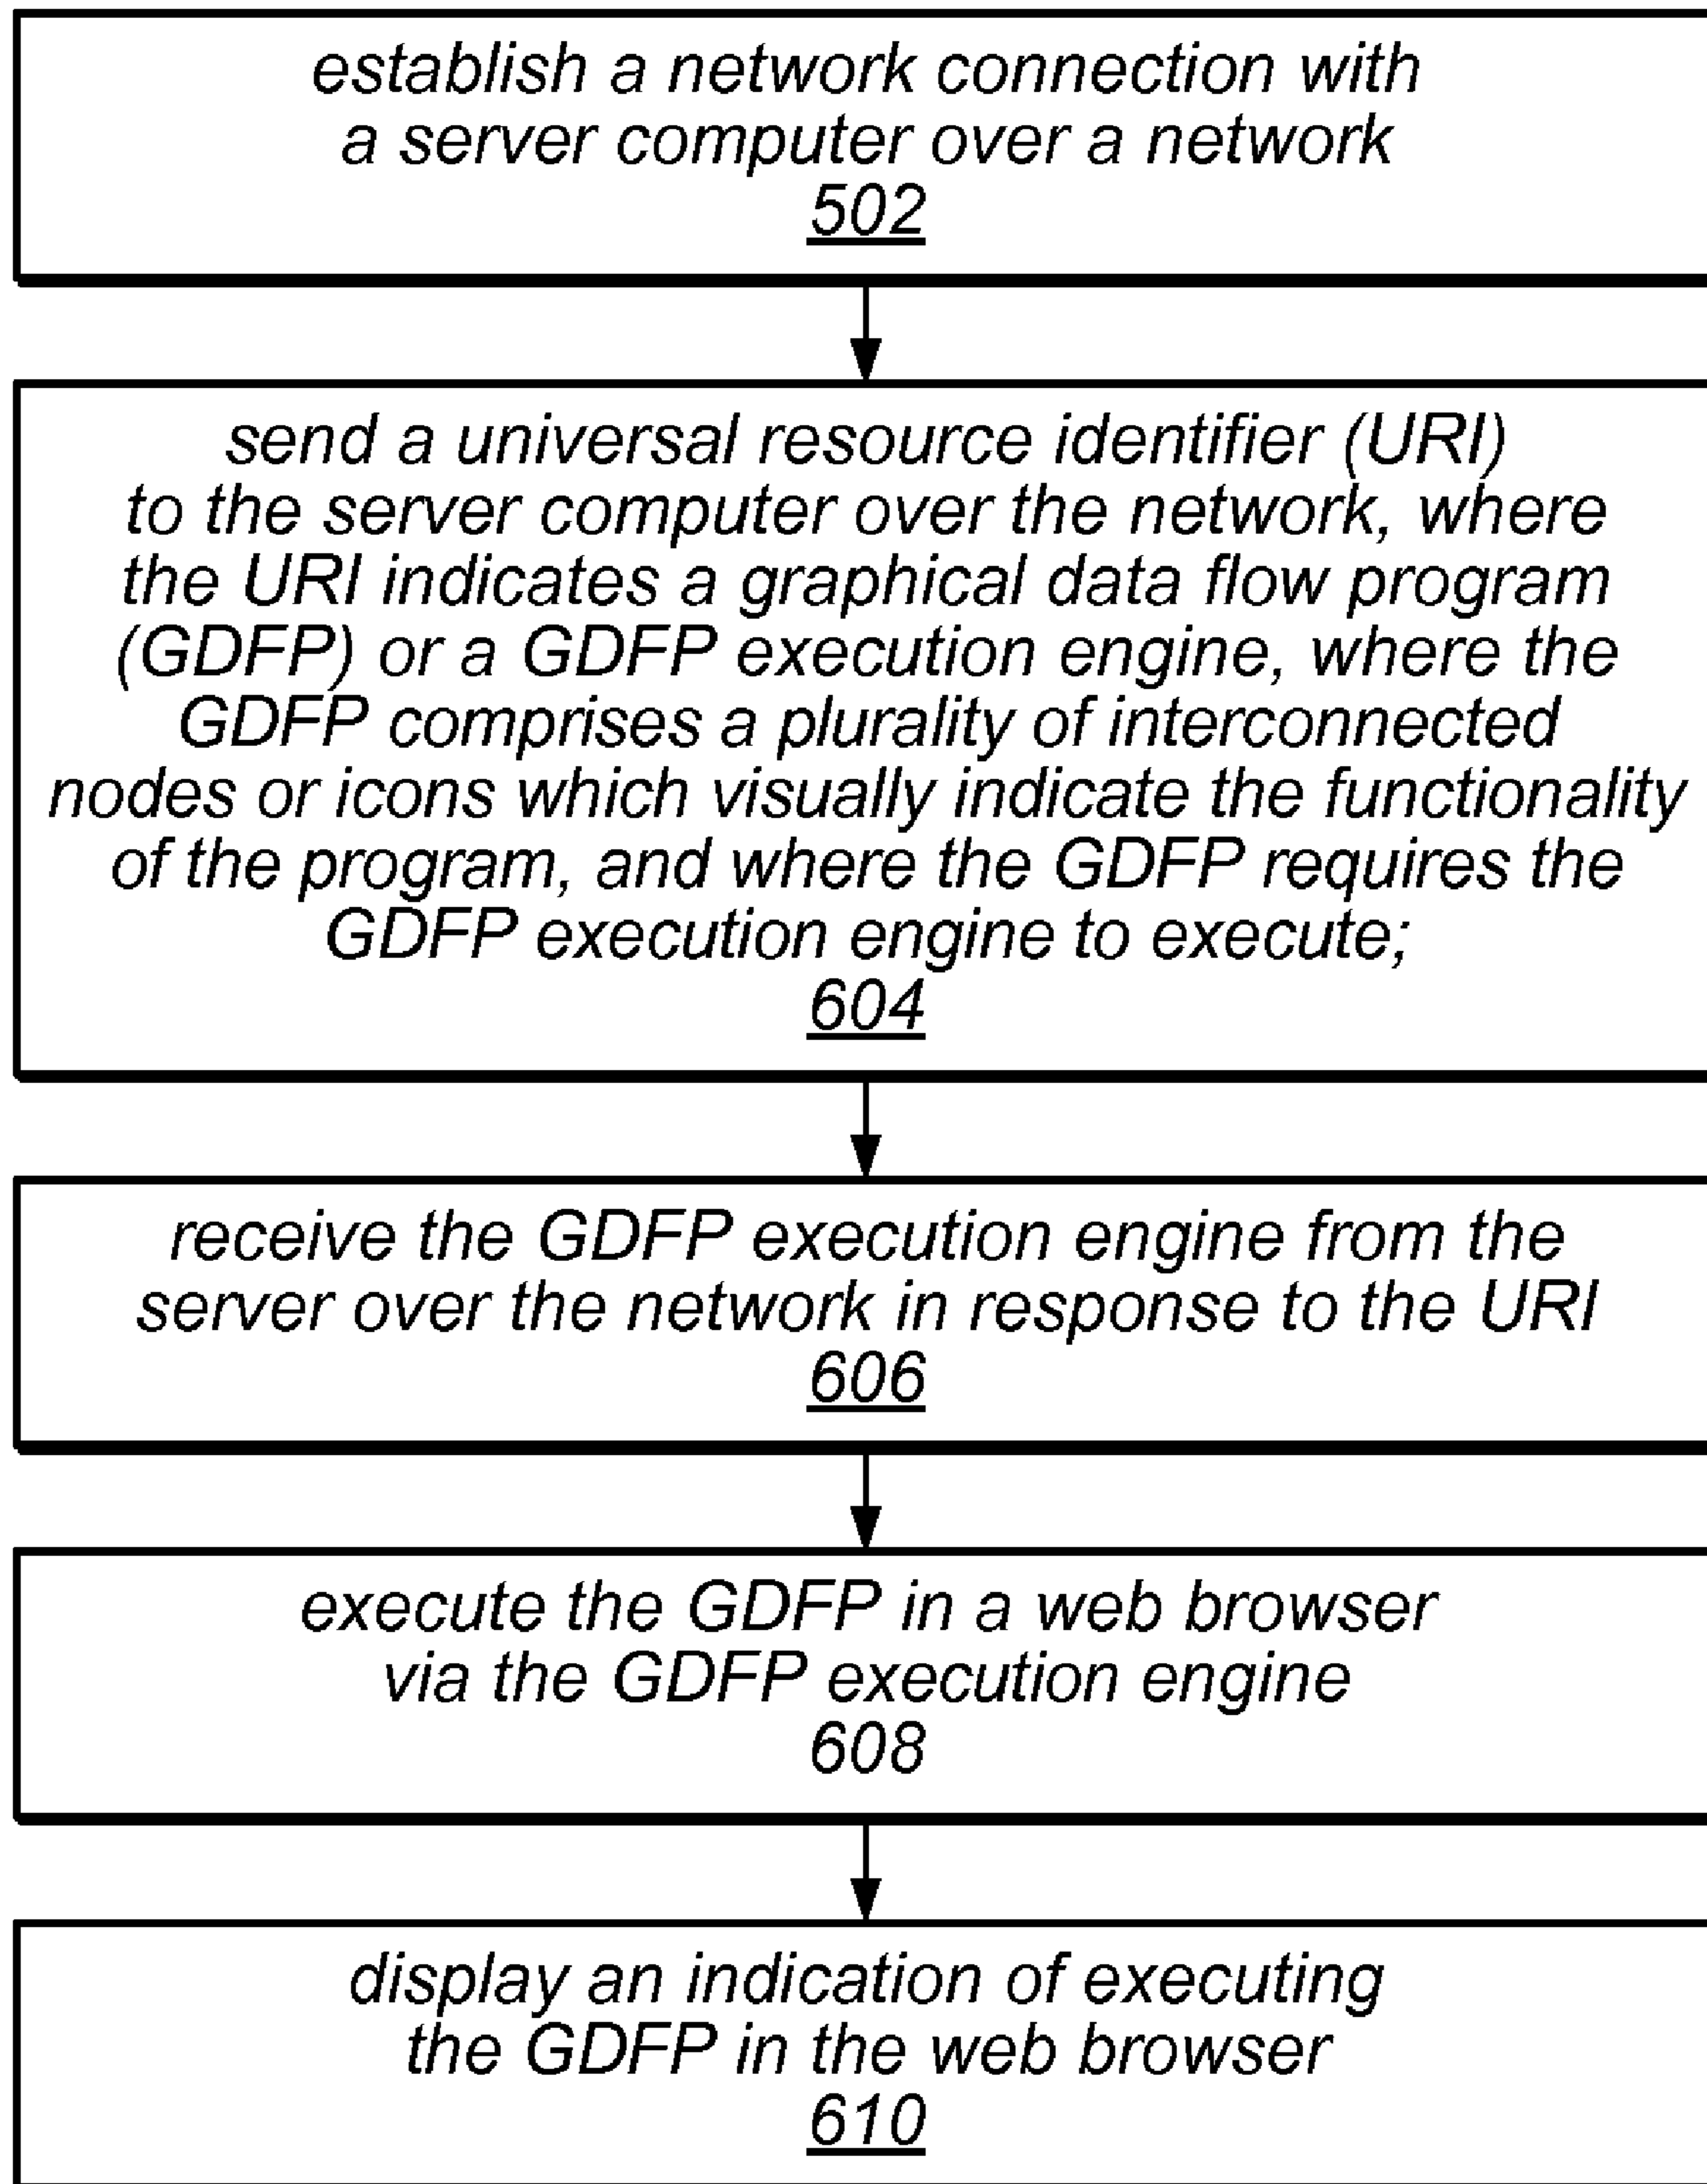 establish a network connection with
a server computer over a network
502
send a universal resource identifier (URI)
to the server computer over the network, where
the URI indicates a graphical data flow program
(GDFP) or a GDFP execution engine, where the
GDFP comprises a plurality of interconnected
nodes or icons which visually indicate the functionality
of the program, and where the GDFP requires the
GDFP execution engine to execute;
604
receive the GDFP execution engine from the
server over the network in response to the URI
606
execute the GDFP in a web browser
via the GDFP execution engine
608
display an indication of executing
the GDFP in the web browser
610